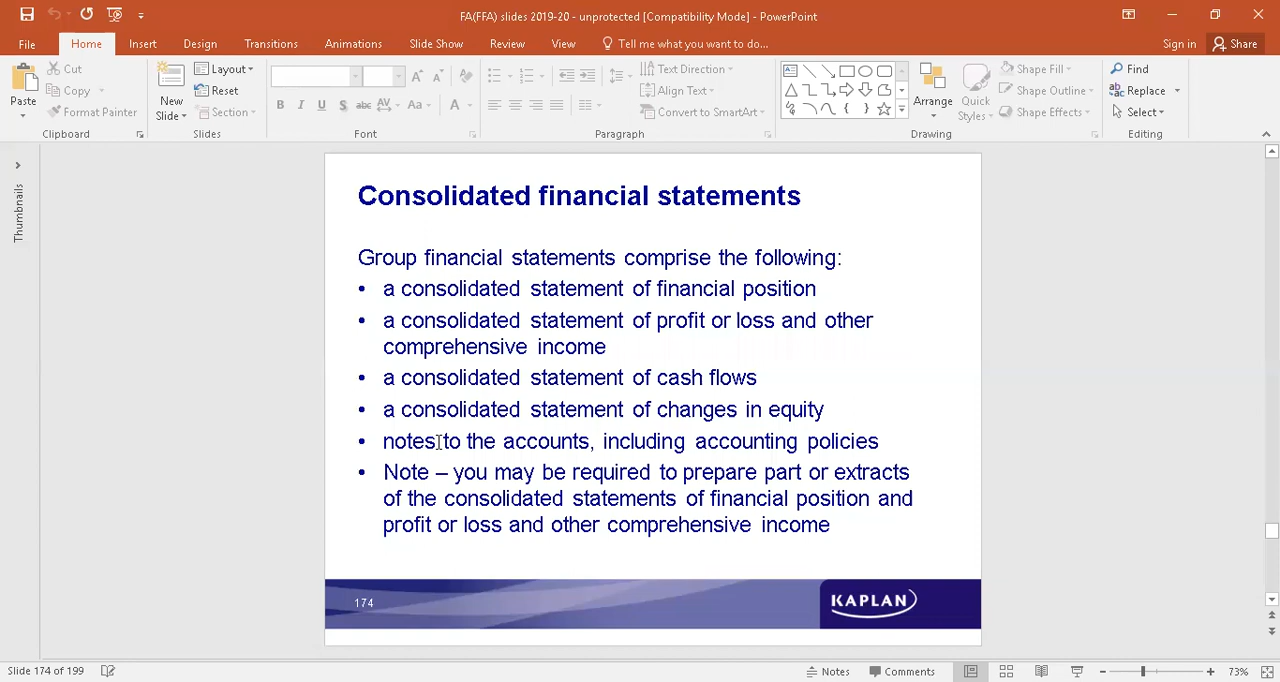 FA(FFA) slides 2019-20 - unprotected [Compatibility Mode] - PowerPoint
File Home Insert Design Transitions Animations Slide Show Review View Tell me what you want to do... Sign in Share
Paste Cut Copy Format Painter
New Slide Layout Reset Section
B I U S abc AV Aa A
Text Direction Align Text Convert to SmartArt
Arrange Quick Styles Shape Fill Shape Outline Shape Effects
Find Replace Select
Clipboard Slides Font Paragraph Drawing Editing
Thumbnails
Consolidated financial statements
Group financial statements comprise the following:
• a consolidated statement of financial position
• a consolidated statement of profit or loss and other
comprehensive income
• a consolidated statement of cash flows
• a consolidated statement of changes in equity
• notes to the accounts, including accounting policies
• Note – you may be required to prepare part or extracts
of the consolidated statements of financial position and
profit or loss and other comprehensive income
174
KAPLAN
Slide 174 of 199 Notes Comments 73%